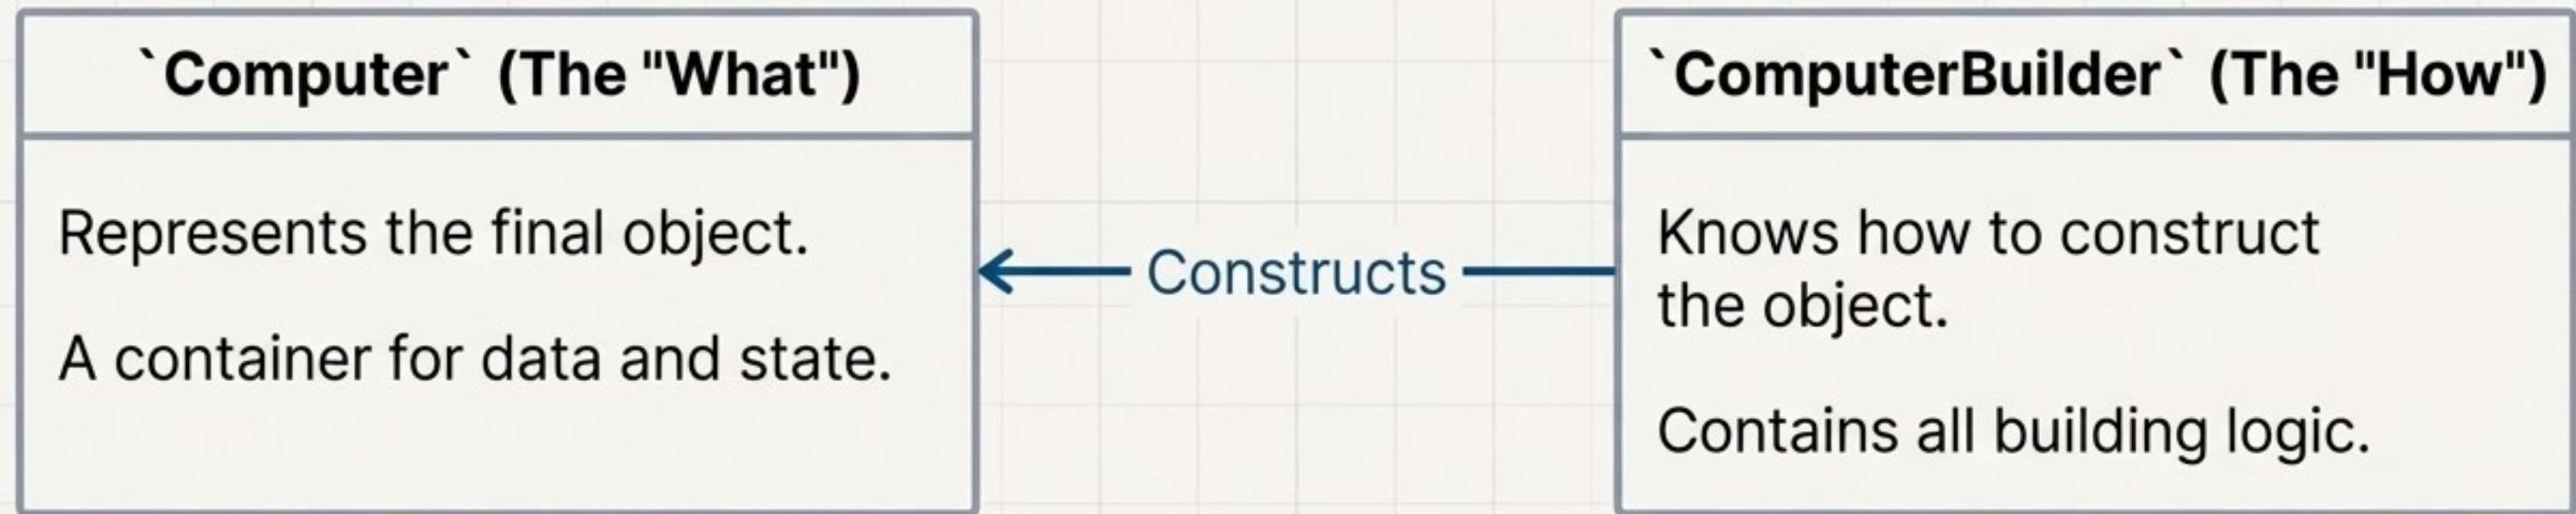 `Computer` (The "What")
Represents the final object.
A container for data and state.
Constructs
`ComputerBuilder` (The "How")
Knows how to construct
the object.
Contains all building logic.